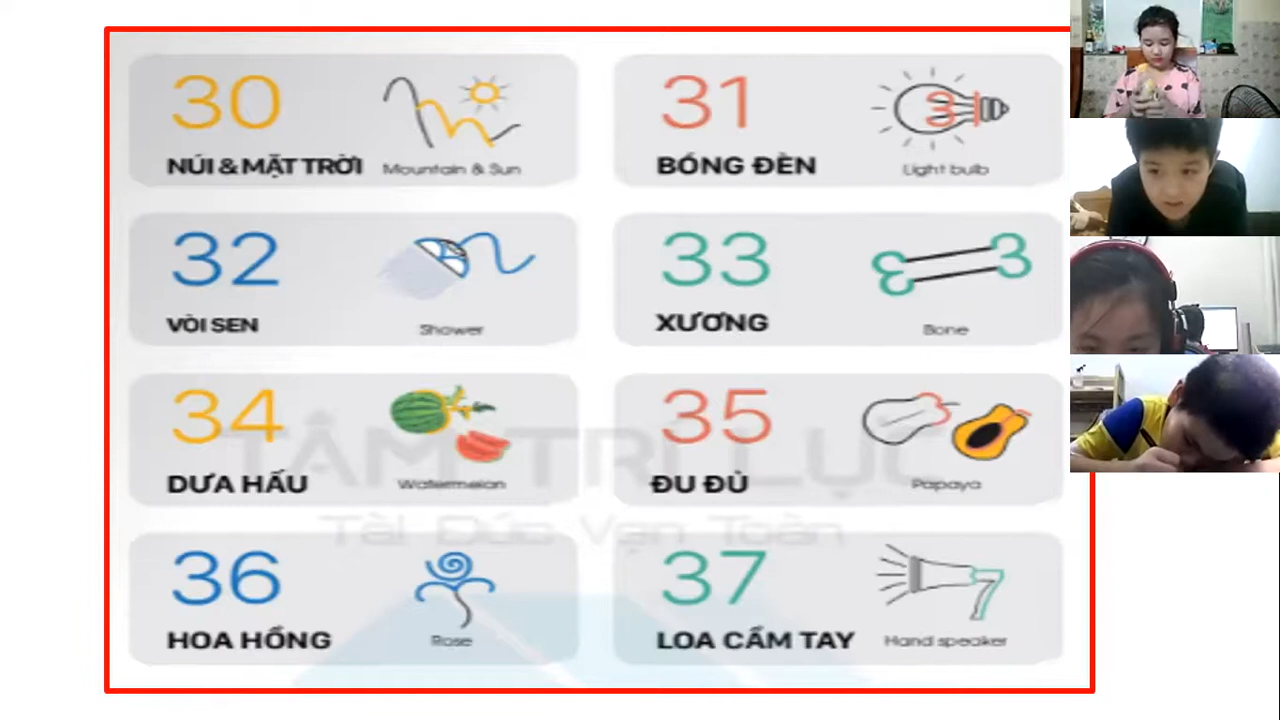 30
NÚI & MẶT TRỜI
Mountain & Sun
31
31
BÓNG ĐÈN
Light bulb
32
VÒI SEN
Shower
33
XƯƠNG
Bone
34
DƯA HẤU
Watermelon
35
ĐU ĐỦ
Papaya
TÂM TRÍ LỰC
Tài Đức Vạn Toàn
36
HOA HỒNG
Rose
37
LOA CẦM TAY
Hand speaker